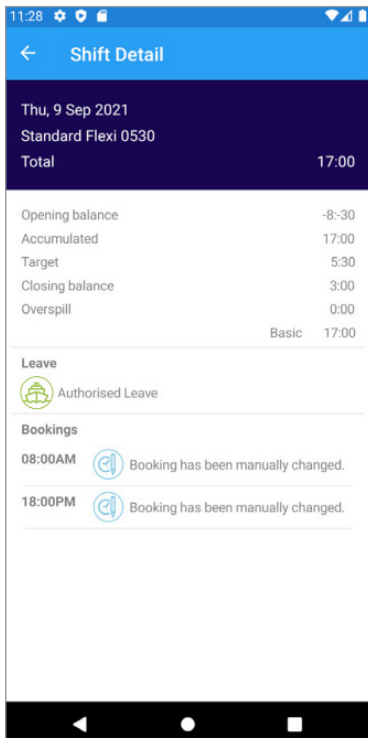 11:28
Shift Detail
Thu, 9 Sep 2021
Standard Flexi 0530
Total 17:00
Opening balance -8:-30
Accumulated 17:00
Target 5:30
Closing balance 3:00
Overspill 0:00
Basic 17:00
Leave
Authorised Leave
Bookings
08:00AM Booking has been manually changed.
18:00PM Booking has been manually changed.